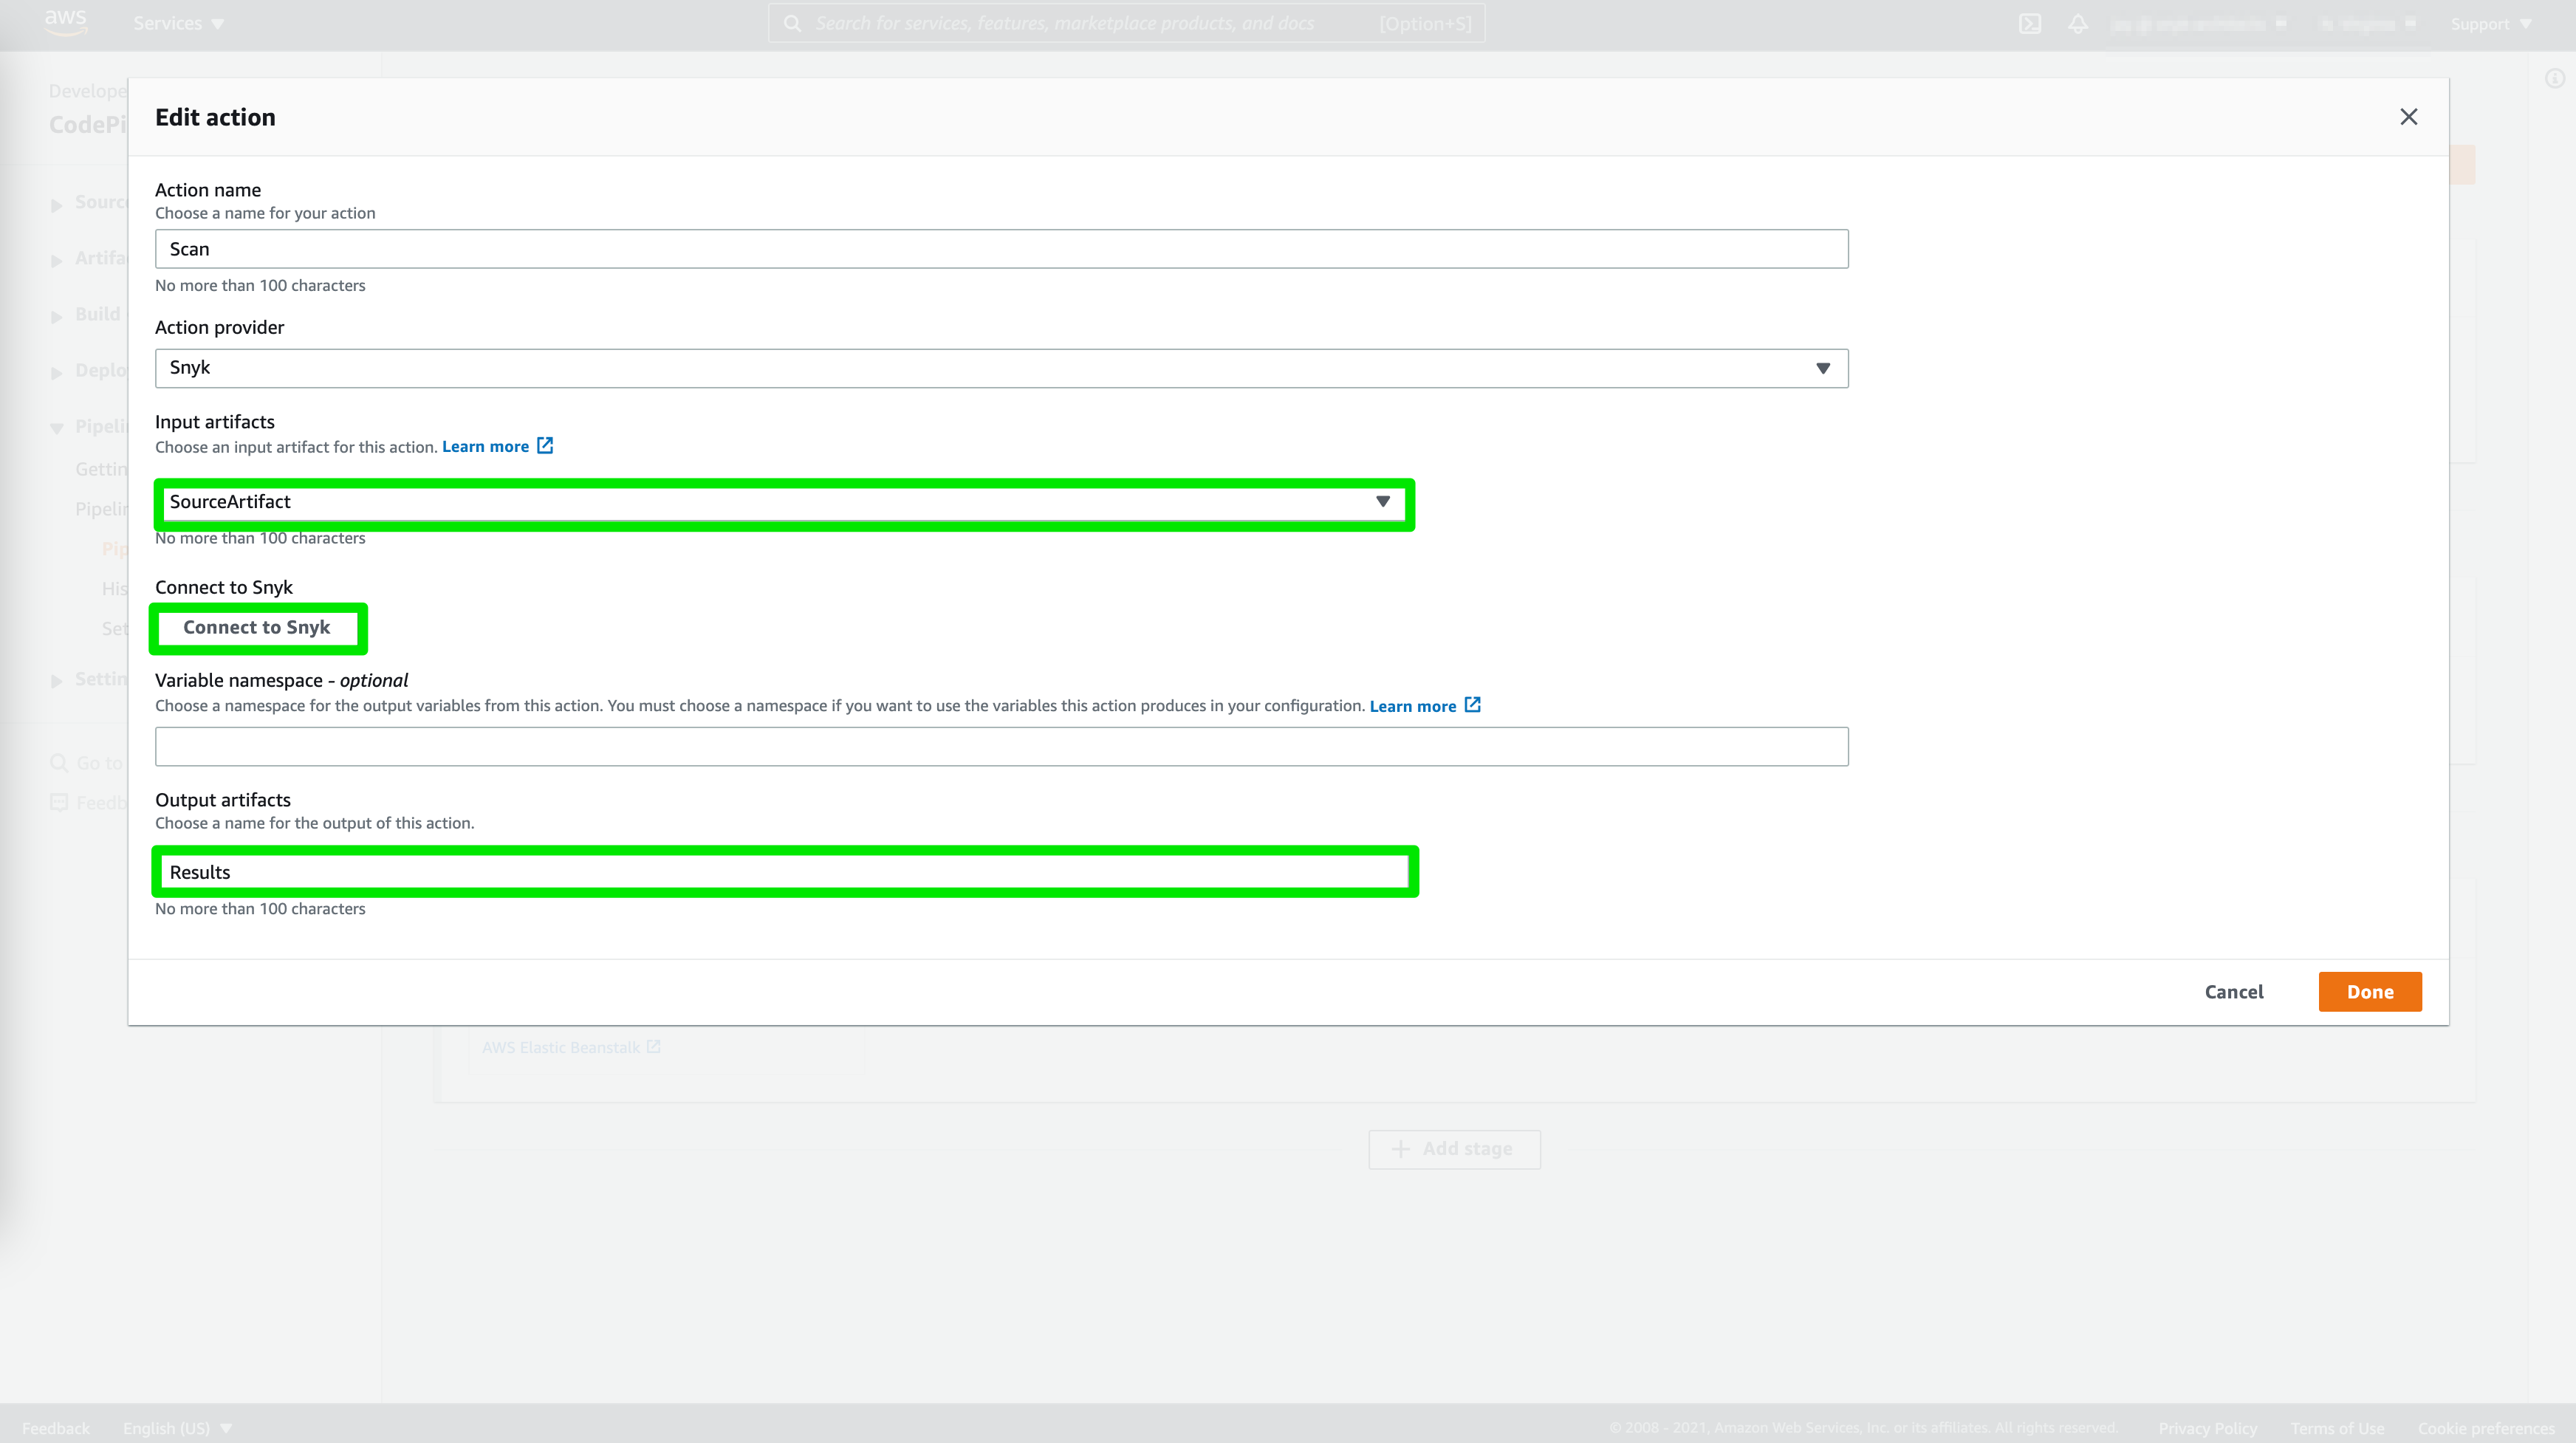 aws
Services
Search for services, features, marketplace products, and docs
[Option+S]
Support
Develope
CodePi
Sourc
Artifa
Build
Deplo
Pipeli
Gettin
Pipelin
Pip
His
Set
Settin
Go to
Feedb
Edit action
Action name
Choose a name for your action
Scan
No more than 100 characters
Action provider
Snyk
Input artifacts
Choose an input artifact for this action. Learn more
SourceArtifact
No more than 100 characters
Connect to Snyk
Connect to Snyk
Variable namespace - optional
Choose a namespace for the output variables from this action. You must choose a namespace if you want to use the variables this action produces in your configuration. Learn more
Output artifacts
Choose a name for the output of this action.
Results
No more than 100 characters
Cancel
Done
AWS Elastic Beanstalk
Add stage
Feedback
English (US)
© 2008 - 2021, Amazon Web Services, Inc. or its affiliates. All rights reserved.
Privacy Policy
Terms of Use
Cookie preferences